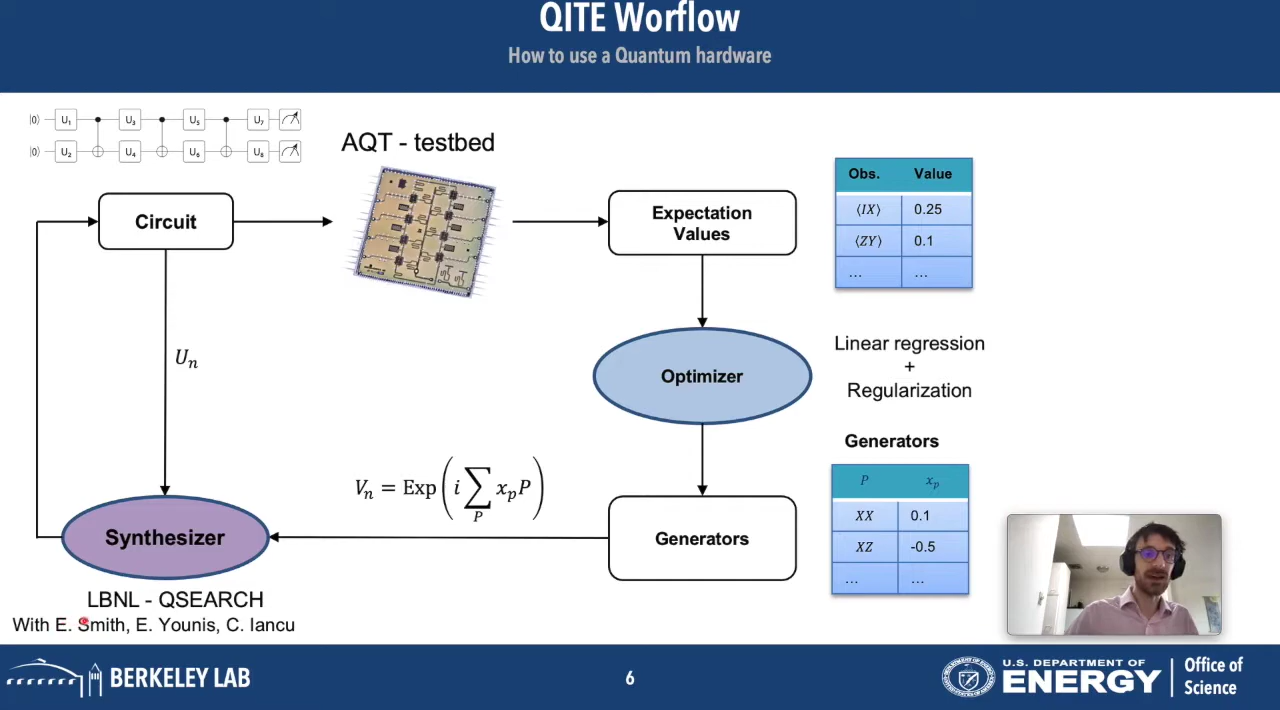 QITE Worflow
How to use a Quantum hardware
|0⟩ U₁ U₃ U₅ U₇
|0⟩ U₂ U₄ U₆ U₈
AQT - testbed
Circuit
Expectation
Values
Obs. Value
⟨IX⟩ 0.25
⟨ZY⟩ 0.1
... ...
Uₙ
Optimizer
Linear regression
+
Regularization
Vₙ = Exp(i ∑_P xₚP)
Generators
Generators
P xₚ
XX 0.1
XZ -0.5
... ...
Synthesizer
LBNL - QSEARCH
With E. Smith, E. Younis, C. Iancu
BERKELEY LAB
6
U.S. DEPARTMENT OF
ENERGY
Office of
Science